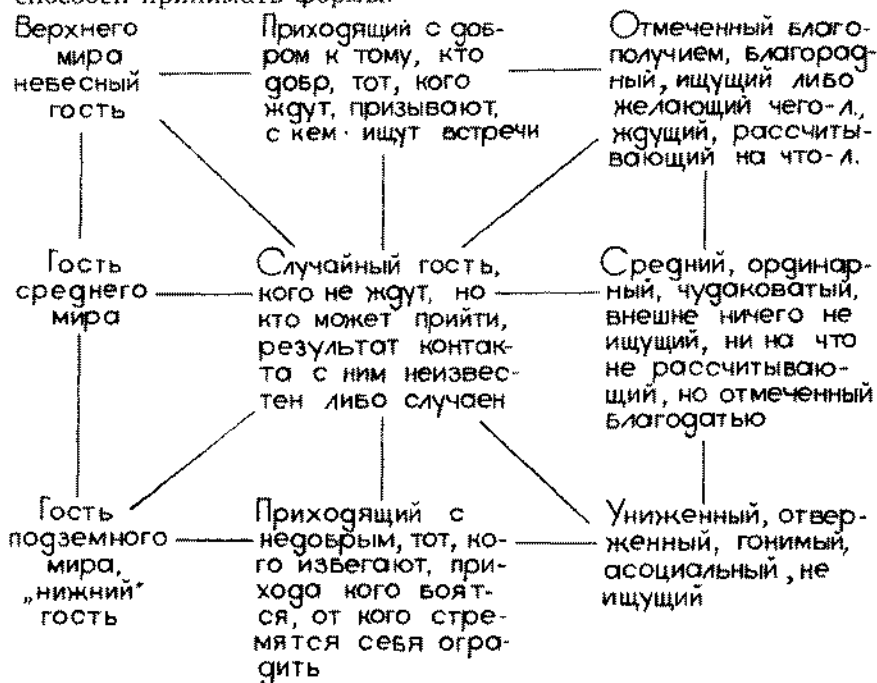 способен принимать формы:
Верхнего
мира
небесный
гость
Приходящий с доб-
ром к тому, кто
добр, тот, кого
ждут, призывают,
с кем ищут встречи
Отмеченный благо-
получием, благорад-
ный, ищущий либо
желающий чего-л.,
ждущий, рассчиты-
вающий на что-л.
Гость
среднего
мира
Случайный гость,
кого не ждут, но
кто может прийти,
результат контак-
та с ним неизвес-
тен либо случаен
Средний, ординар-
ный, чудаковатый,
внешне ничего не
ищущий, ни на что
не рассчитываю-
щий, но отмеченный
благодатью
Гость
подземного
мира,
„нижний“
гость
Приходящий с
недобрым, тот, ко-
го избегают, при-
хода кого боят-
ся, от кого стре-
мятся себя огра-
дить
Униженный, отвер-
женный, гонимый,
асоциальный, не
ищущий